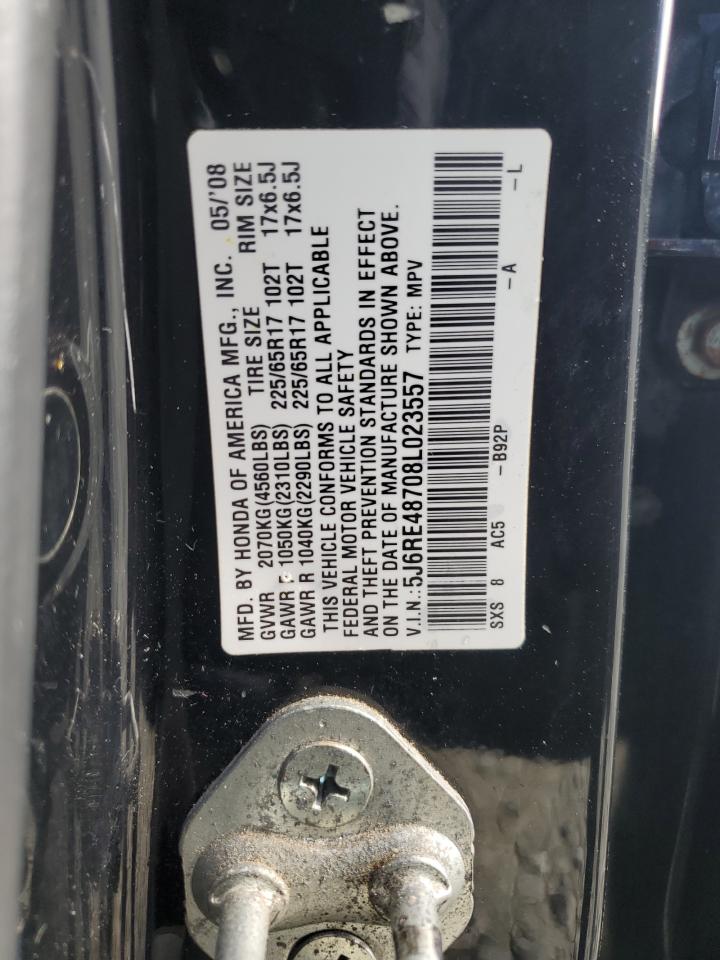 MFD. BY HONDA OF AMERICA MFG., INC. 05/'08
GVWR 2070KG(4560LBS) TIRE SIZE RIM SIZE
GAWR F 1050KG(2310LBS) 225/65R17 102T 17x6.5J
GAWR R 1040KG(2290LBS) 225/65R17 102T 17x6.5J
THIS VEHICLE CONFORMS TO ALL APPLICABLE
FEDERAL MOTOR VEHICLE SAFETY
AND THEFT PREVENTION STANDARDS IN EFFECT
ON THE DATE OF MANUFACTURE SHOWN ABOVE.
V.I.N.: 5J6RE48708L023557 TYPE: MPV
SXS 8 AC5 -B92P -A -L